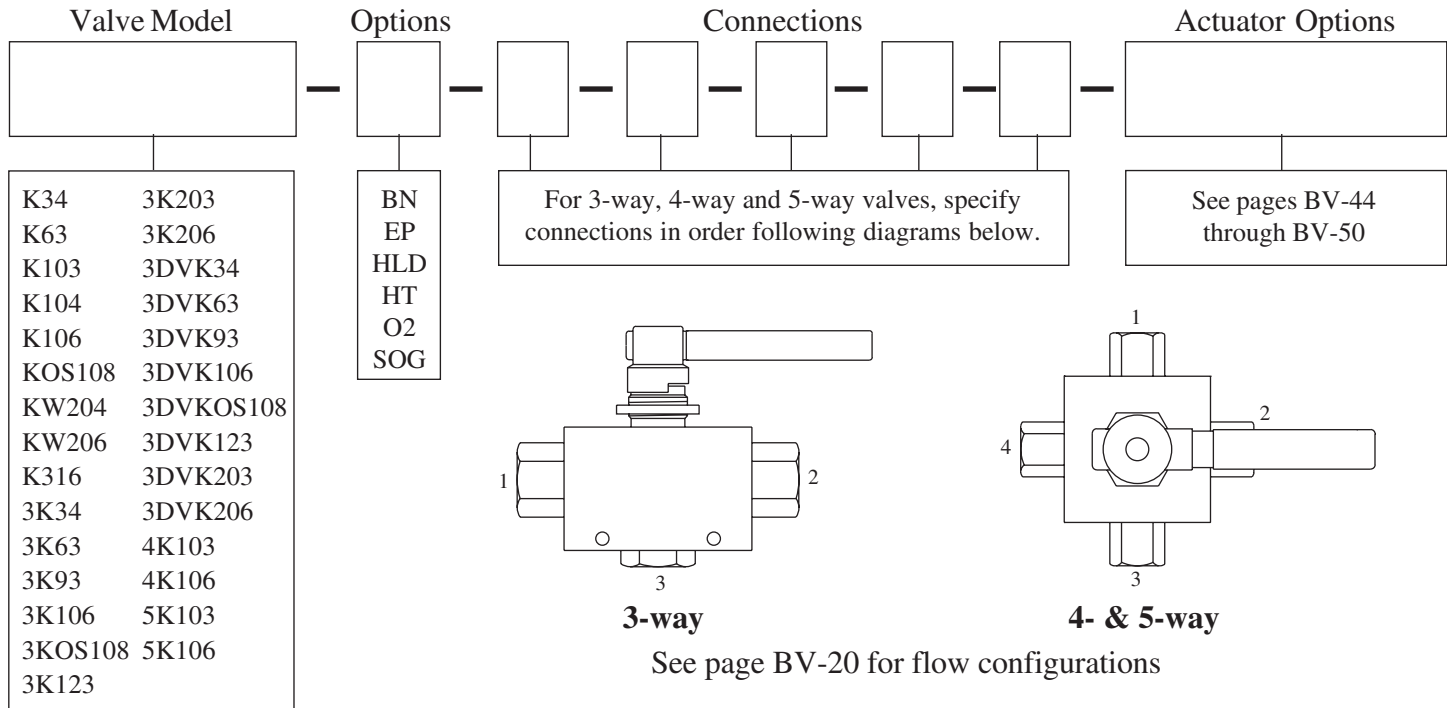 Valve Model Options Connections Actuator Options
K34 3K203
K63 3K206
K103 3DVK34
K104 3DVK63
K106 3DVK93
KOS108 3DVK106
KW204 3DVKOS108
KW206 3DVK123
K316 3DVK203
3K34 3DVK206
3K63 4K103
3K93 4K106
3K106 5K103
3KOS108 5K106
3K123
BN
EP
HLD
HT
O2
SOG
For 3-way, 4-way and 5-way valves, specify
connections in order following diagrams below.
See pages BV-44
through BV-50
1
2
3
3-way
1
2
4
3
4- & 5-way
See page BV-20 for flow configurations